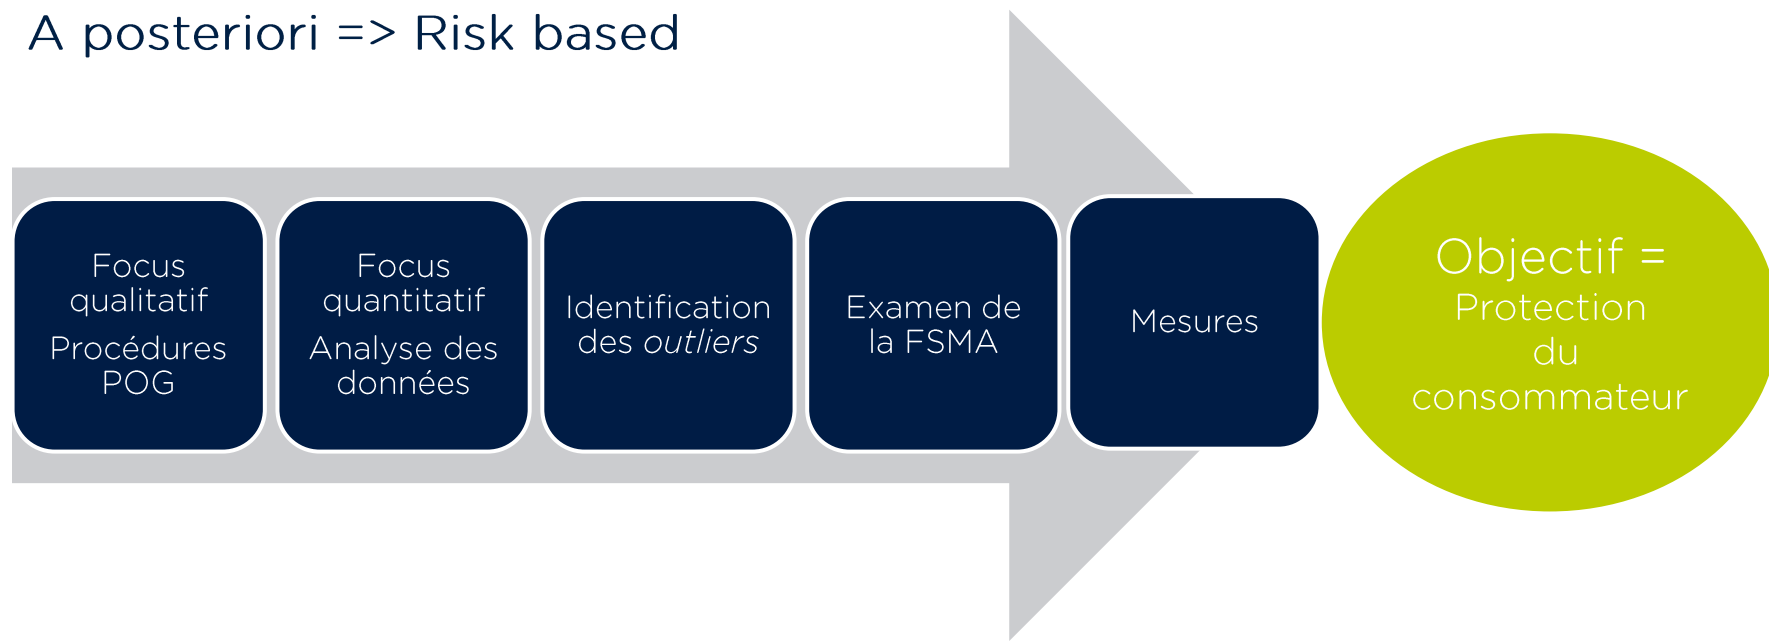 A posteriori => Risk based
Focus
qualitatif
Procédures
POG
Focus
quantitatif
Analyse des
données
Identification
des outliers
Examen de
la FSMA
Mesures
Objectif =
Protection
du
consommateur